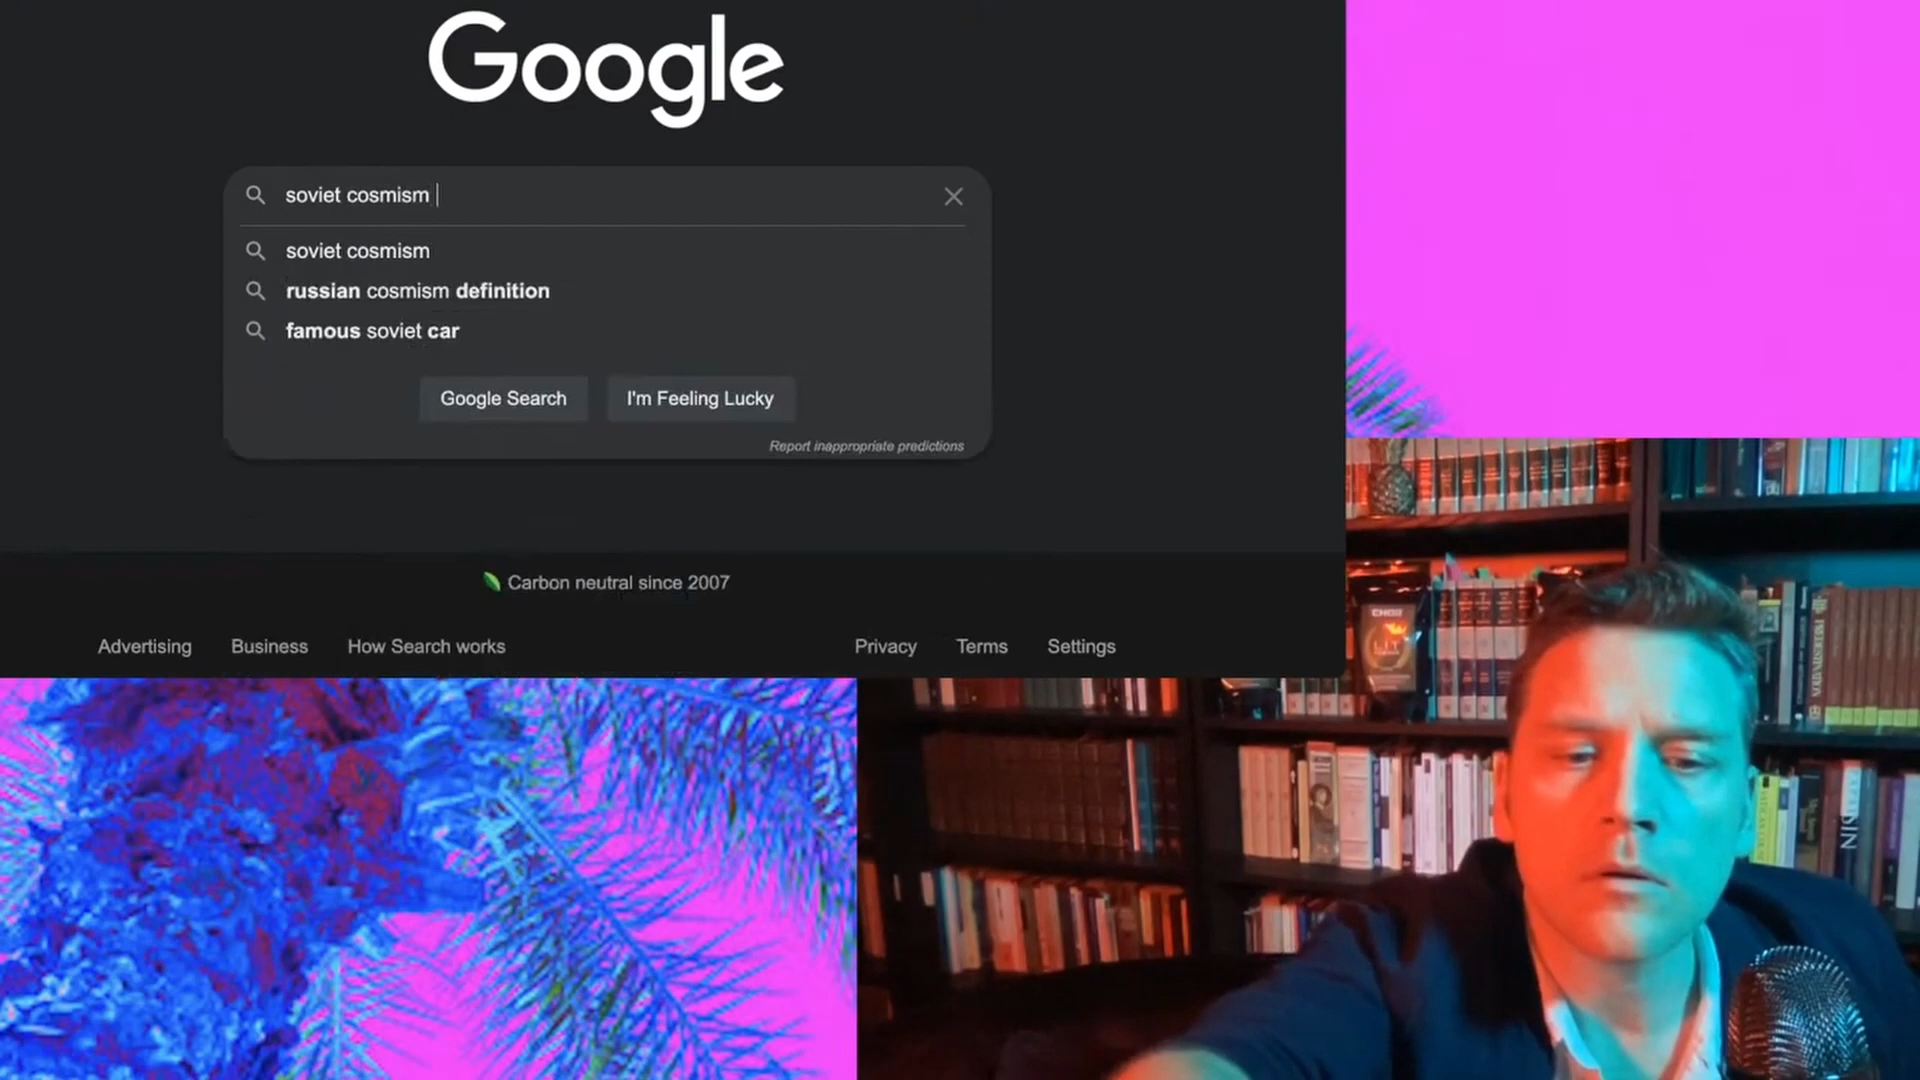 Google
soviet cosmism
soviet cosmism
russian cosmism definition
famous soviet car
Google Search
I'm Feeling Lucky
Report inappropriate predictions
Carbon neutral since 2007
Advertising
Business
How Search works
Privacy
Terms
Settings
LIT